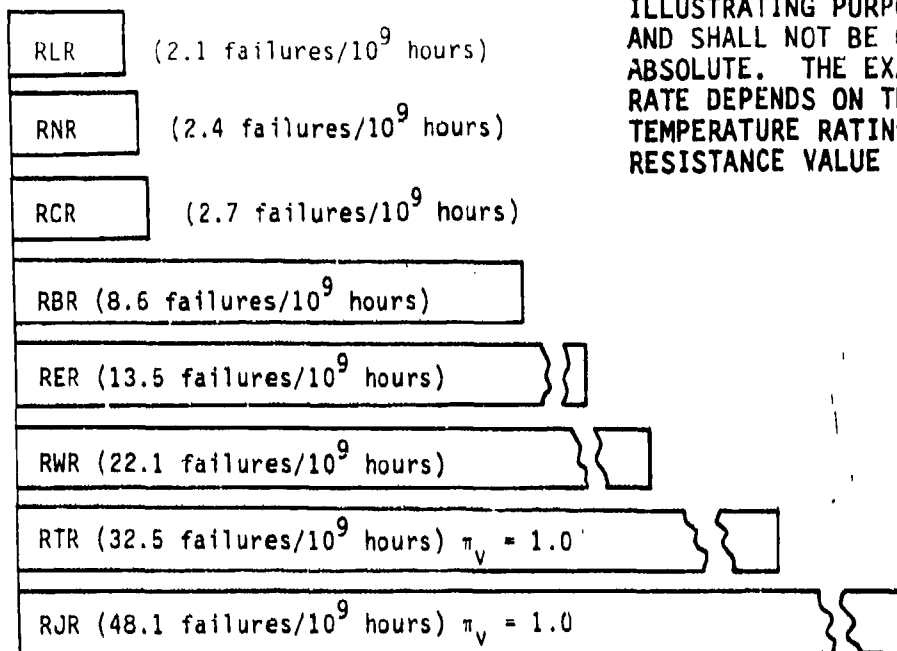 ILLUSTRATING
AND SHALL NOT BE
ABSOLUTE. THE
RATE DEPENDS ON
TEMPERATURE
RESISTANCE VALUE
RLR (2.1 failures/10⁹ hours)
RNR (2.4 failures/10⁹ hours)
RCR (2.7 failures/10⁹ hours)
RBR (8.6 failures/10⁹ hours)
RER (13.5 failures/10⁹ hours)
RWR (22.1 failures/10⁹ hours)
RTR (32.5 failures/10⁹ hours) πᵥ = 1.0
RJR (48.1 failures/10⁹ hours) πᵥ = 1.0